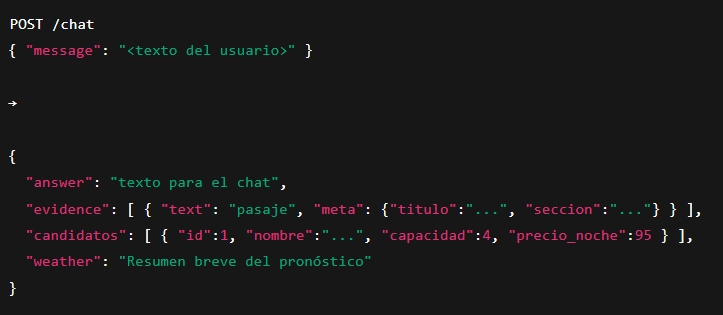 POST /chat
{ "message": "<texto del usuario>" }
→
{
"answer": "texto para el chat",
"evidence": [ { "text": "pasaje", "meta": {"titulo":"...", "seccion":"..."} } ],
"candidatos": [ { "id":1, "nombre":"...", "capacidad":4, "precio_noche":95 } ],
"weather": "Resumen breve del pronóstico"
}